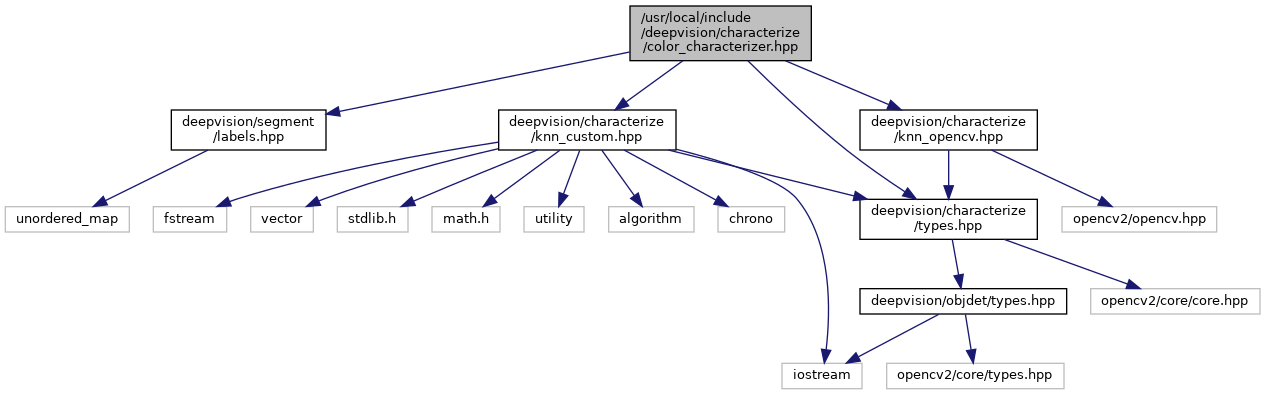 /usr/local/include
/deepvision/characterize
/color_characterizer.hpp
deepvision/segment
/labels.hpp
deepvision/characterize
/knn_custom.hpp
deepvision/characterize
/knn_opencv.hpp
unordered_map
fstream
vector
stdlib.h
math.h
utility
algorithm
chrono
deepvision/characterize
/types.hpp
opencv2/opencv.hpp
deepvision/objdet/types.hpp
opencv2/core/core.hpp
iostream
opencv2/core/types.hpp